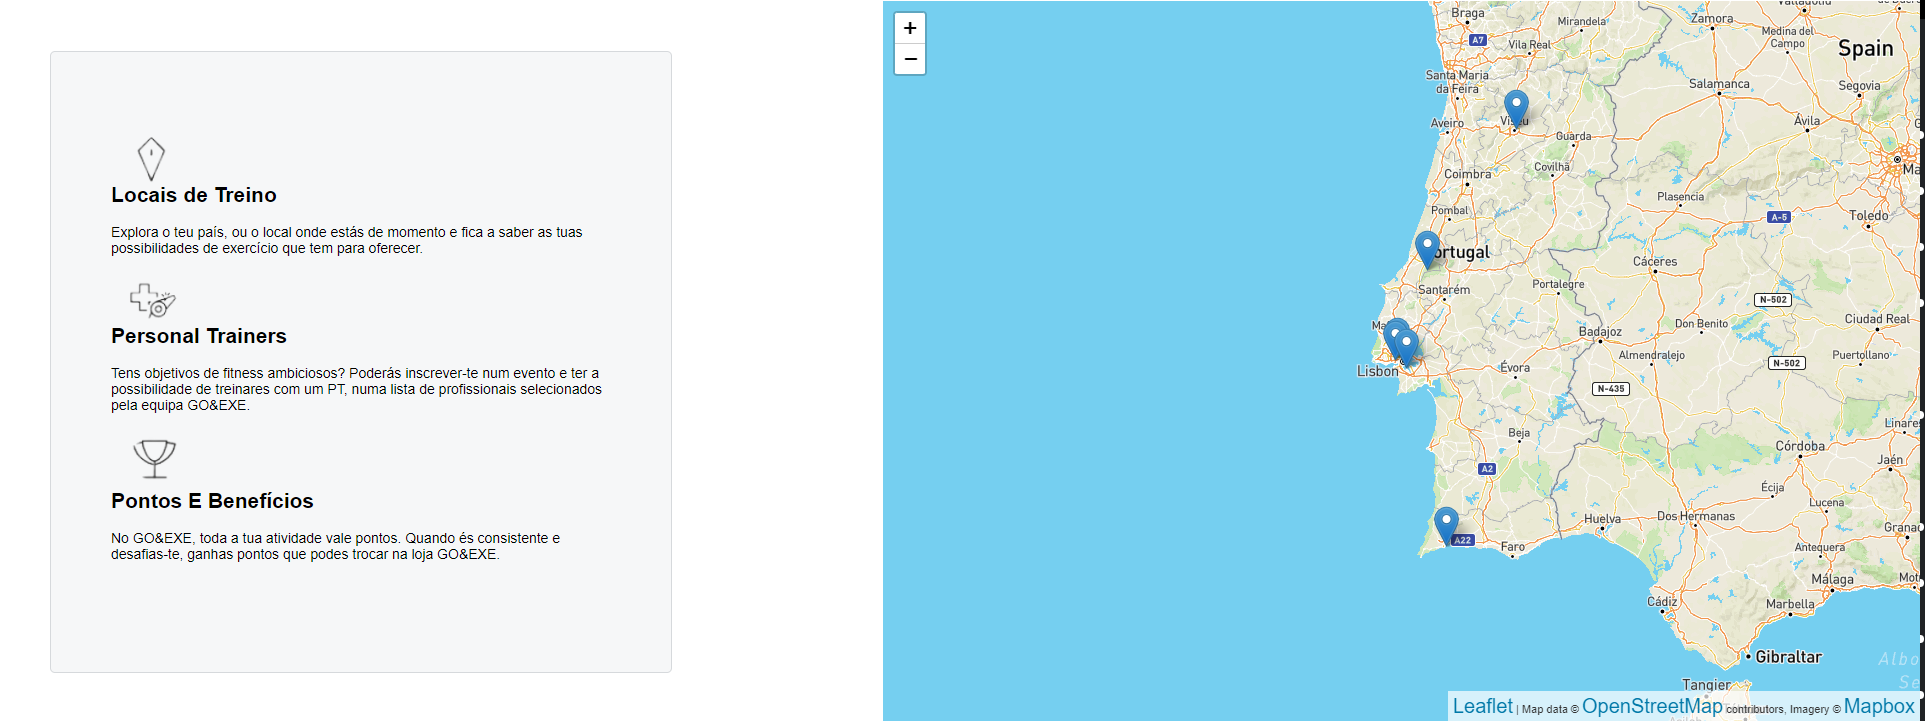 Locais de Treino
Explora o teu país, ou o local onde estás de momento e fica a saber as tuas
possibilidades de exercício que tem para oferecer.
Personal Trainers
Tens objetivos de fitness ambiciosos? Poderás inscrever-te num evento e ter a
possibilidade de treinares com um PT, numa lista de profissionais selecionados
pela equipa GO&EXE.
Pontos E Benefícios
No GO&EXE, toda a tua atividade vale pontos. Quando és consistente e
desafias-te, ganhas pontos que podes trocar na loja GO&EXE.
+
−
Braga
Mirandela
Zamora
A7
Vila Real
Medina del
Campo
Spain
Santa Maria
da Feira
Salamanca
Segovia
Aveiro
Viseu
Guarda
Ávila
Covilhã
Coimbra
Plasencia
Pombal
A-5
Toledo
Portugal
Cáceres
Santarém
Portalegre
N-502
Ciudad Real
Badajoz
Don Benito
Almendralejo
Puertollano
Lisbon
Évora
N-502
N-435
Beja
Linares
Córdoba
Jaén
A2
Écija
Lucena
Huelva
Dos Hermanas
A22
Faro
Antequera
Málaga
Cádiz
Marbella
Gibraltar
Tangier
Leaflet | Map data © OpenStreetMap contributors, Imagery © Mapbox